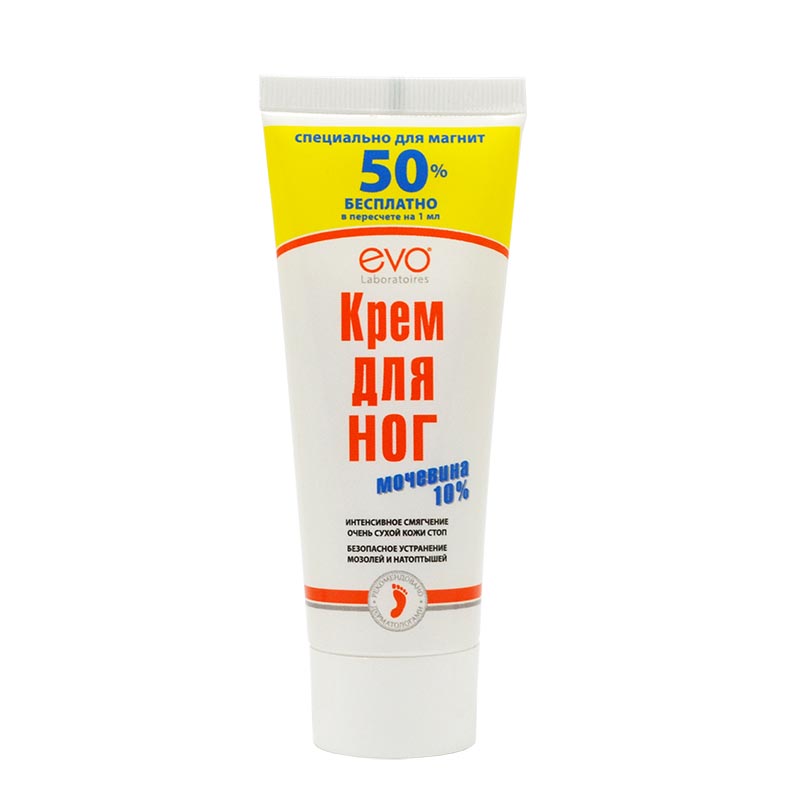 СПЕЦИАЛЬНО ДЛЯ МАГНИТ
50%
БЕСПЛАТНО
в пересчете на 1 мл
evo®
Laboratoires
Крем
для
ног
мочевина
10%
ИНТЕНСИВНОЕ СМЯГЧЕНИЕ
ОЧЕНЬ СУХОЙ КОЖИ СТОП
БЕЗОПАСНОЕ УСТРАНЕНИЕ
МОЗОЛЕЙ И НАТОПТЫШЕЙ
РЕКОМЕНДОВАНО
ДЕРМАТОЛОГАМИ